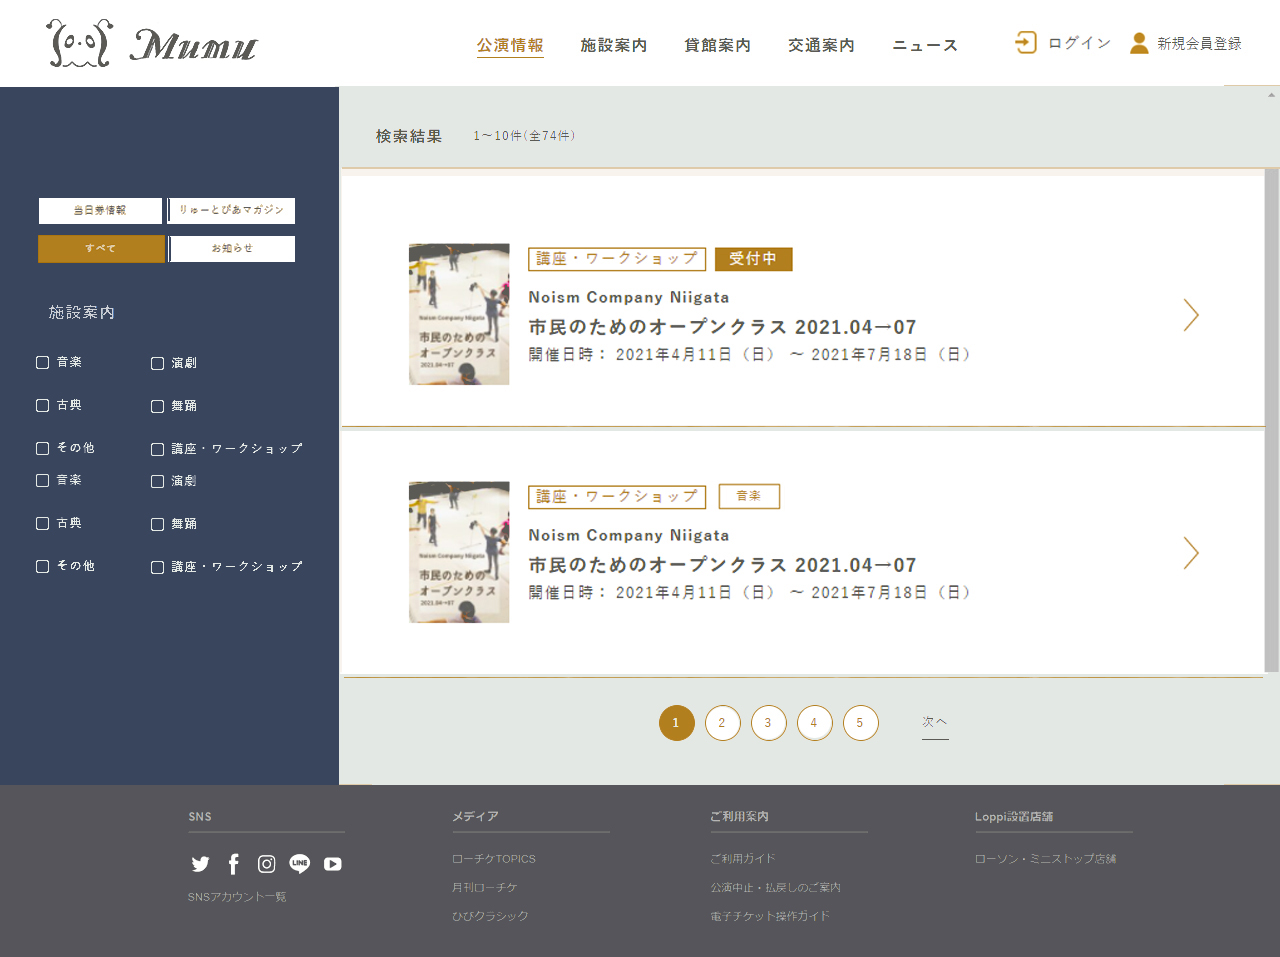 Mumu
公演情報 施設案内 貸館案内 交通案内 ニュース ログイン 新規会員登録
検索結果 1～10件(全74件)
当日券情報 りゅーとぴあマガジン
すべて お知らせ
施設案内
音楽 演劇
古典 舞踊
その他 講座・ワークショップ
音楽 演劇
古典 舞踊
その他 講座・ワークショップ
講座・ワークショップ 受付中
Noism Company Niigata
市民のためのオープンクラス 2021.04→07
開催日時： 2021年4月11日（日） ～ 2021年7月18日（日）
Noism Company Niigata
市民のための
オープンクラス
2021.04→07
講座・ワークショップ 音楽
Noism Company Niigata
市民のためのオープンクラス 2021.04→07
開催日時： 2021年4月11日（日） ～ 2021年7月18日（日）
Noism Company Niigata
市民のための
オープンクラス
2021.04→07
1 2 3 4 5 次へ
SNS メディア ご利用案内 Loppi設置店舗
LINE
ローチケTOPICS ご利用ガイド ローソン・ミニストップ店舗
SNSアカウント一覧 月刊ローチケ 公演中止・払戻しのご案内
ひびクラシック 電子チケット操作ガイド